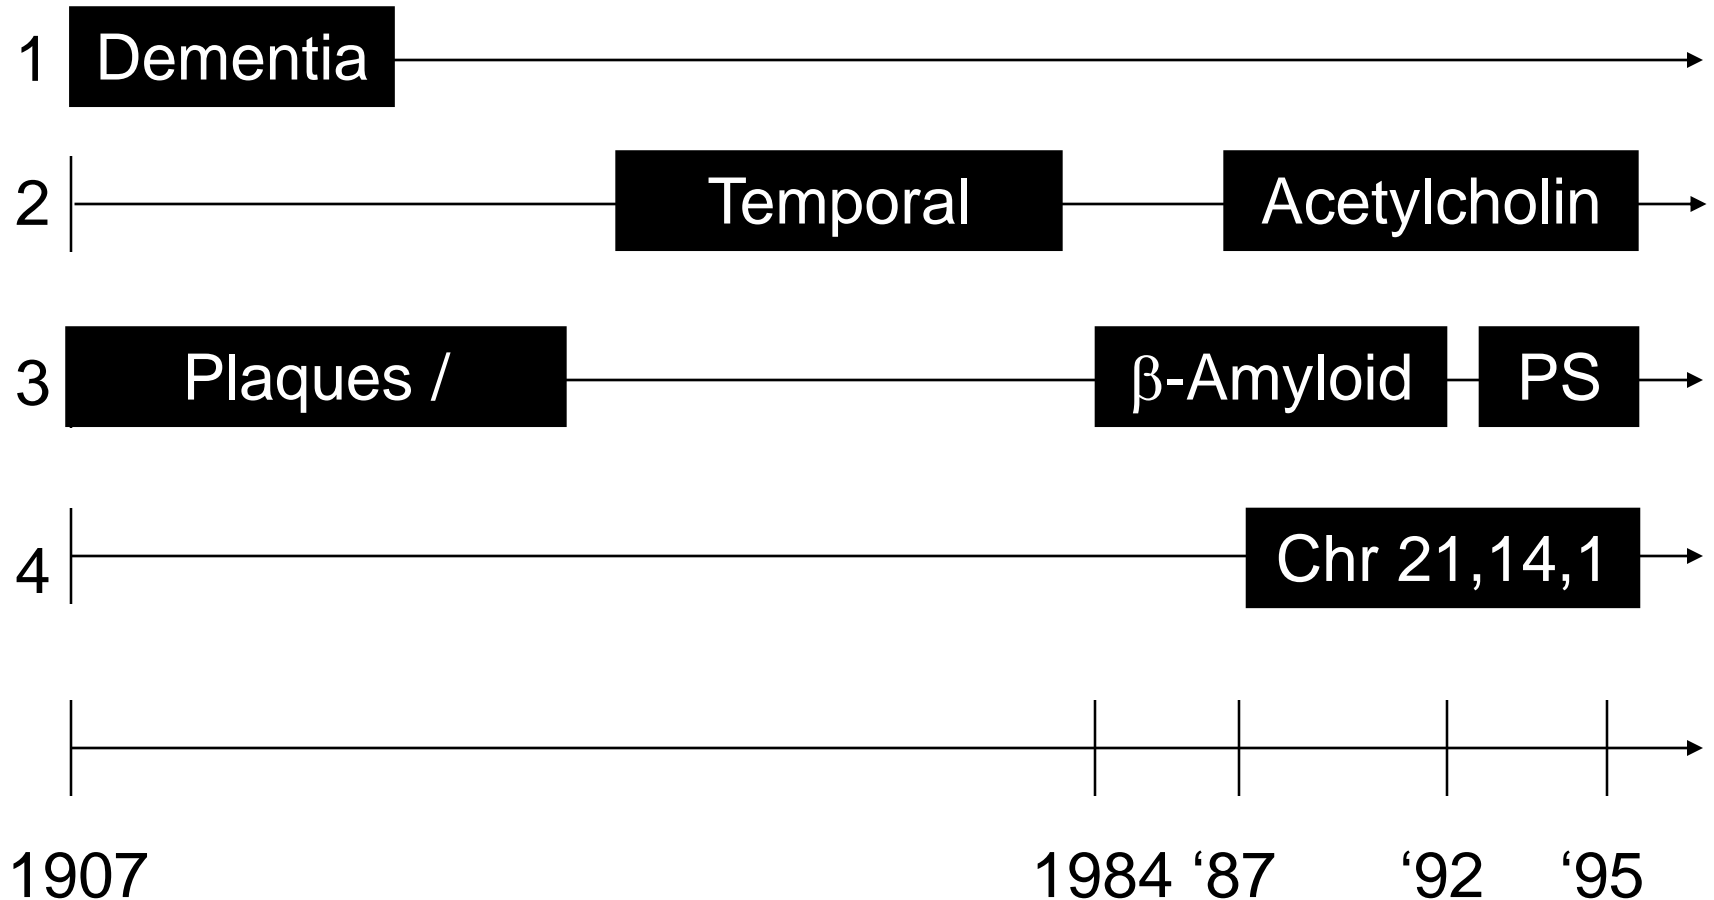 1 Dementia
2 Temporal Acetylcholin
3 Plaques / β-Amyloid PS
4 Chr 21,14,1
1907 1984 ‘87 ‘92 ‘95